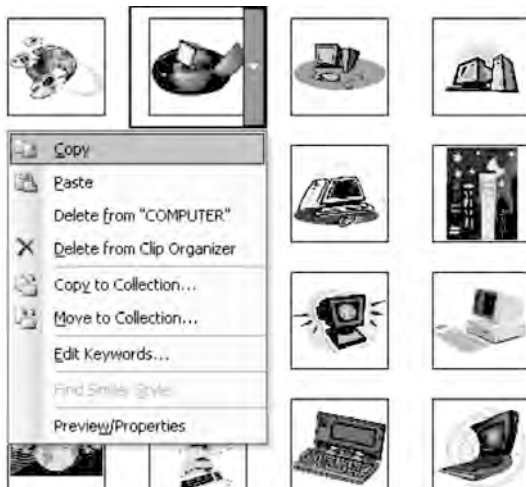 Copy
Paste
Delete from "COMPUTER"
Delete from Clip Organizer
Copy to Collection...
Move to Collection...
Edit Keywords...
Find Similar Style
Preview/Properties